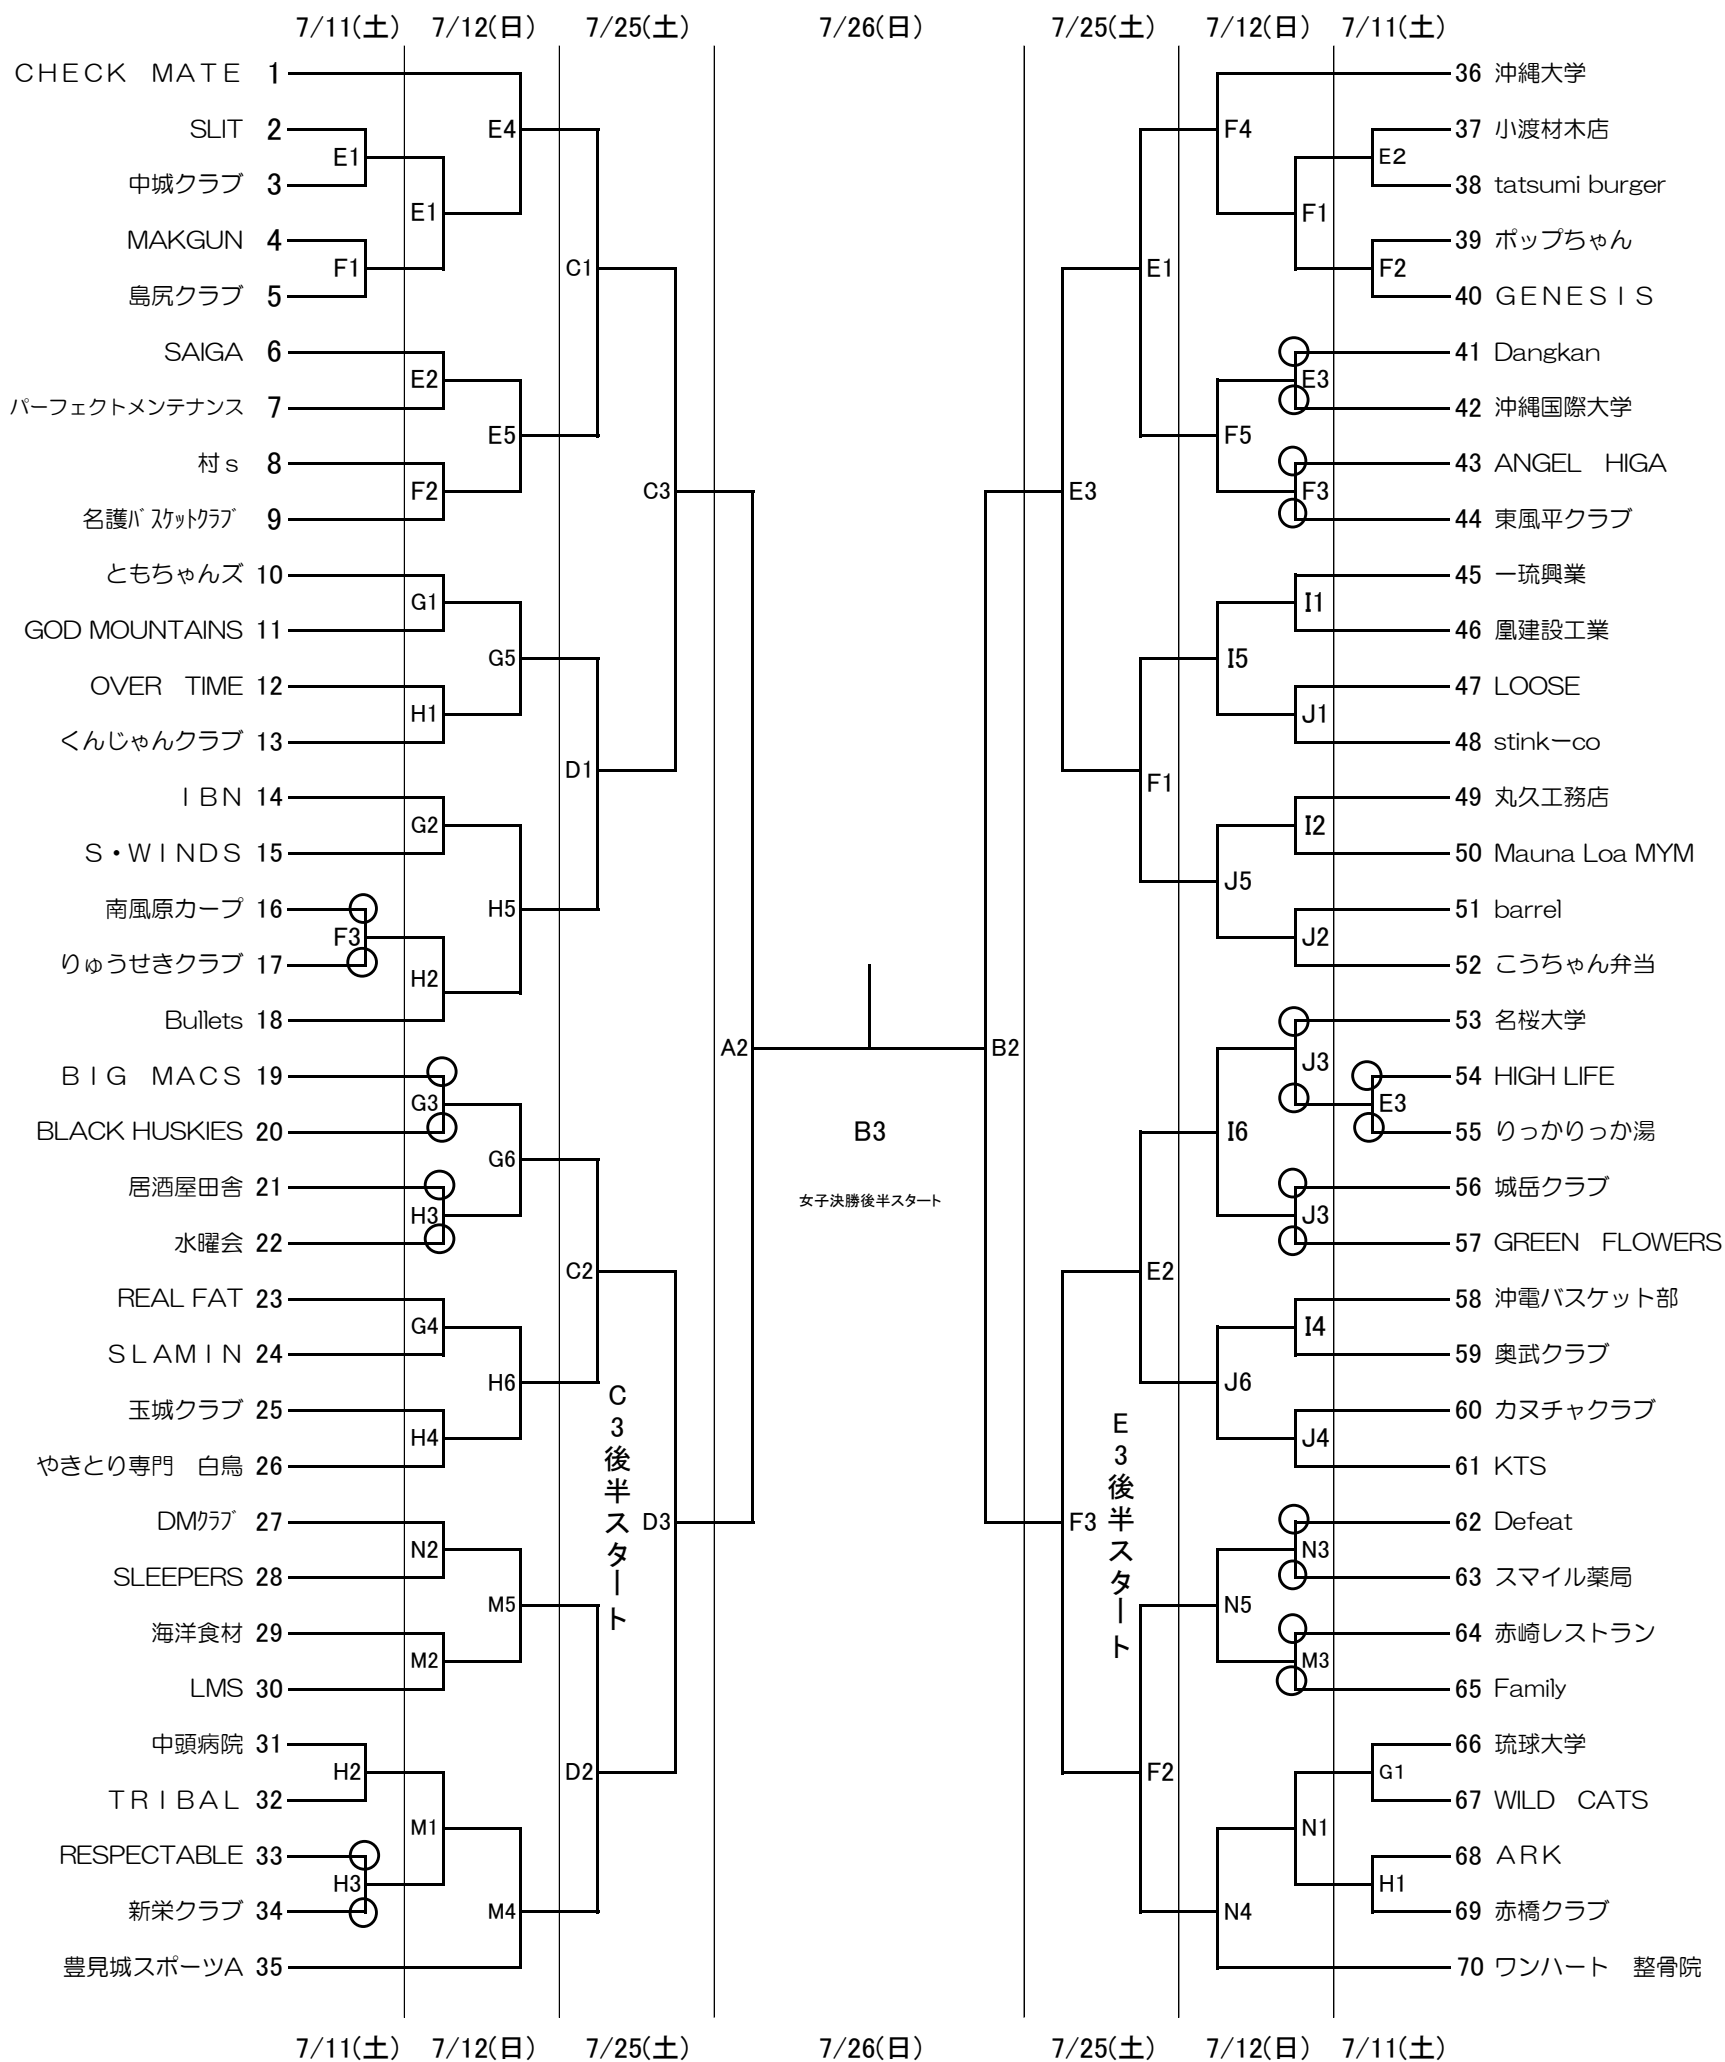 7/11(土) 7/12(日) 7/25(土) 7/26(日) 7/25(土) 7/12(日) 7/11(土)
ＣＨＥＣＫ　ＭＡＴＥ 1 36 沖縄大学
SLIT 2 E4 F4 37 小渡材木店
E1 E2
中城クラブ 3 38 tatsumi burger
E1 F1
MAKGUN 4 39 ポップちゃん
F1 C1 E1 F2
島尻クラブ 5 40 ＧＥＮＥＳＩＳ
SAIGA 6 41 Dangkan
E2 E3
パーフェクトメンテナンス 7 42 沖縄国際大学
E5 F5
村ｓ 8 43 ANGEL　HIGA
F2 C3 E3 F3
名護ﾊﾞｽｹｯﾄｸﾗﾌﾞ 9 44 東風平クラブ
ともちゃんズ 10 45 一琉興業
G1 I1
GOD MOUNTAINS 11 46 凰建設工業
G5 I5
OVER　TIME 12 47 LOOSE
H1 J1
くんじゃんクラブ 13 48 stinkーco
D1 F1
ＩＢＮ 14 49 丸久工務店
G2 I2
Ｓ・ＷＩＮＤＳ 15 50 Mauna Loa MYM
J5
南風原カープ 16 H5 51 barrel
F3 J2
りゅうせきクラブ 17 52 こうちゃん弁当
H2
Bullets 18 53 名桜大学
A2 B2 J3
ＢＩＧ　ＭＡＣＳ 19 54 HIGH LIFE
G3 E3
BLACK HUSKIES 20 B3 I6 55 りっかりっか湯
G6
居酒屋田舎 21 女子決勝後半スタート 56 城岳クラブ
H3 J3
水曜会 22 57 GREEN　FLOWERS
C2 E2
REAL FAT 23 58 沖電バスケット部
G4 I4
ＳＬＡＭＩＮ 24 59 奥武クラブ
H6 J6
玉城クラブ 25 60 カヌチャクラブ
H4 J4
やきとり専門　白鳥 26 61 KTS
C3後半スタート E3後半スタート
DMｸﾗﾌﾞ 27 D3 F3 62 Defeat
N2 N3
SLEEPERS 28 63 スマイル薬局
M5 N5
海洋食材 29 64 赤崎レストラン
M2 M3
LMS 30 65 Family
中頭病院 31 66 琉球大学
H2 D2 F2 G1
ＴＲＩＢＡＬ 32 67 WILD　CATS
M1 N1
RESPECTABLE 33 68 ＡＲＫ
H3 H1
新栄クラブ 34 M4 N4 69 赤橋クラブ
豊見城スポーツA 35 70 ワンハート　整骨院
7/11(土) 7/12(日) 7/25(土) 7/26(日) 7/25(土) 7/12(日) 7/11(土)